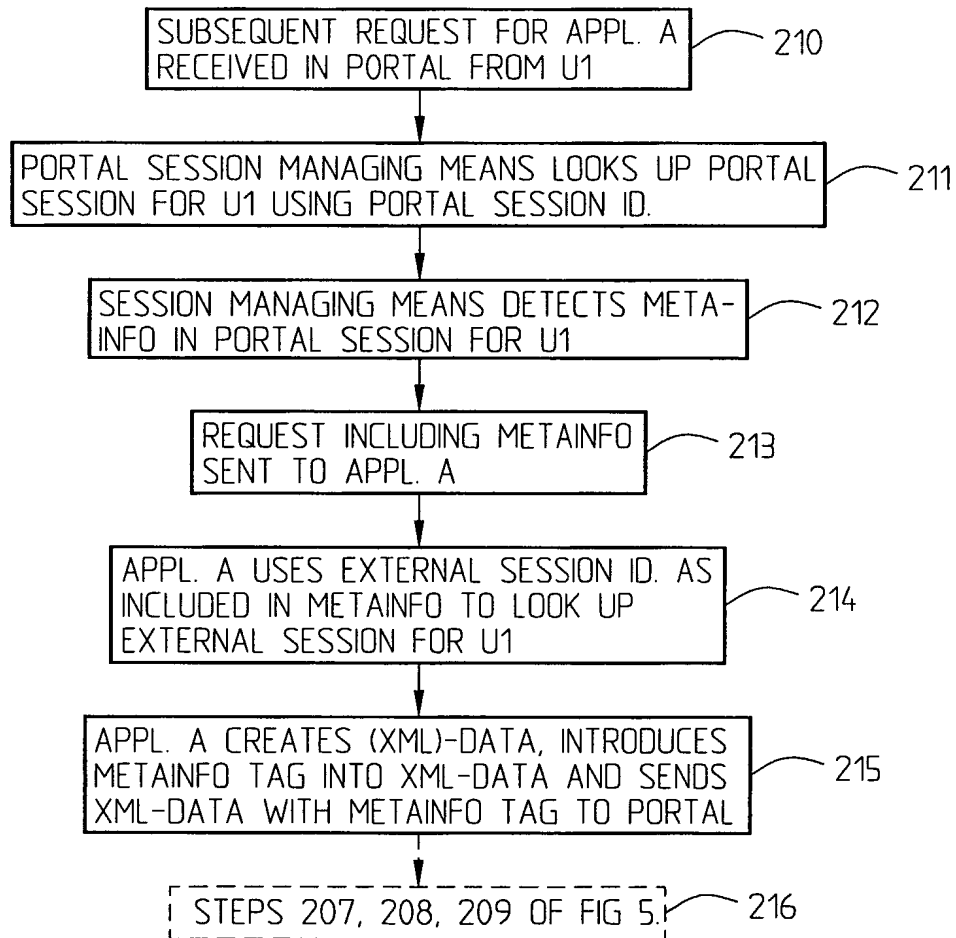 SUBSEQUENT REQUEST FOR APPL. A
RECEIVED IN PORTAL FROM U1
210
PORTAL SESSION MANAGING MEANS LOOKS UP PORTAL
SESSION FOR U1 USING PORTAL SESSION ID.
211
SESSION MANAGING MEANS DETECTS META-
INFO IN PORTAL SESSION FOR U1
212
REQUEST INCLUDING METAINFO
SENT TO APPL. A
213
APPL. A USES EXTERNAL SESSION ID. AS
INCLUDED IN METAINFO TO LOOK UP
EXTERNAL SESSION FOR U1
214
APPL. A CREATES (XML)-DATA, INTRODUCES
METAINFO TAG INTO XML-DATA AND SENDS
XML-DATA WITH METAINFO TAG TO PORTAL
215
STEPS 207, 208, 209 OF FIG 5.
216